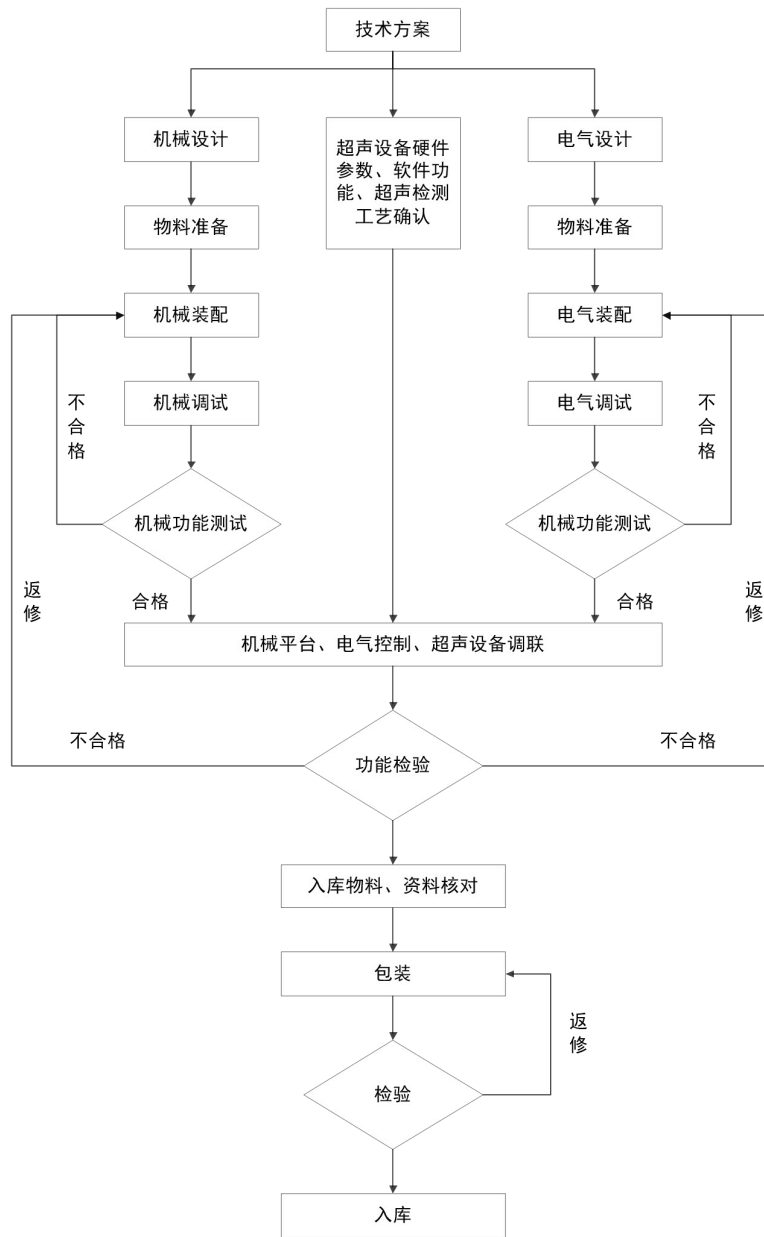 技术方案
机械设计
超声设备硬件
参数、软件功
能、超声检测
工艺确认
电气设计
物料准备
物料准备
机械装配
电气装配
机械调试
电气调试
不
合
格
不
合
格
机械功能测试
机械功能测试
返
修
合格
合格
返
修
机械平台、电气控制、超声设备调联
不合格
功能检验
不合格
入库物料、资料核对
包装
返
修
检验
入库